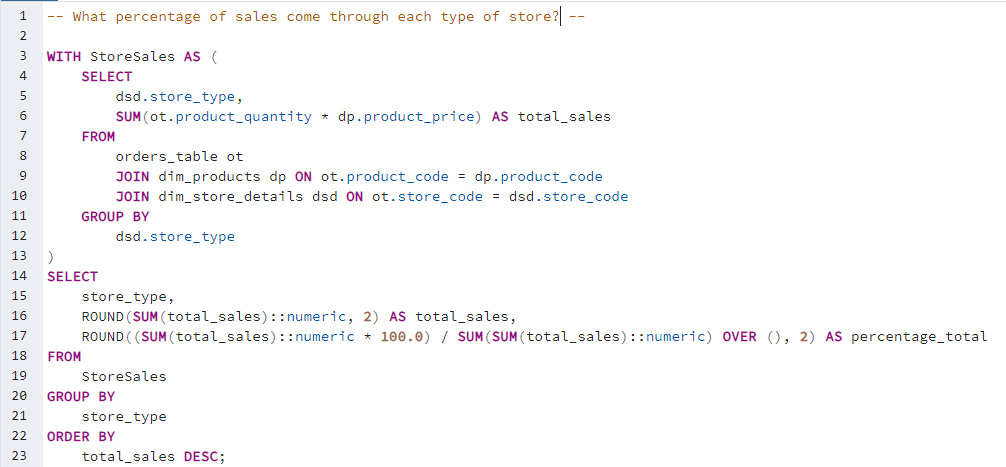 1 -- What percentage of sales come through each type of store? --
2
3 WITH StoreSales AS (
4     SELECT
5         dsd.store_type,
6         SUM(ot.product_quantity * dp.product_price) AS total_sales
7     FROM
8         orders_table ot
9         JOIN dim_products dp ON ot.product_code = dp.product_code
10         JOIN dim_store_details dsd ON ot.store_code = dsd.store_code
11     GROUP BY
12         dsd.store_type
13 )
14 SELECT
15     store_type,
16     ROUND(SUM(total_sales)::numeric, 2) AS total_sales,
17     ROUND((SUM(total_sales)::numeric * 100.0) / SUM(SUM(total_sales)::numeric) OVER (), 2) AS percentage_total
18 FROM
19     StoreSales
20 GROUP BY
21     store_type
22 ORDER BY
23     total_sales DESC;